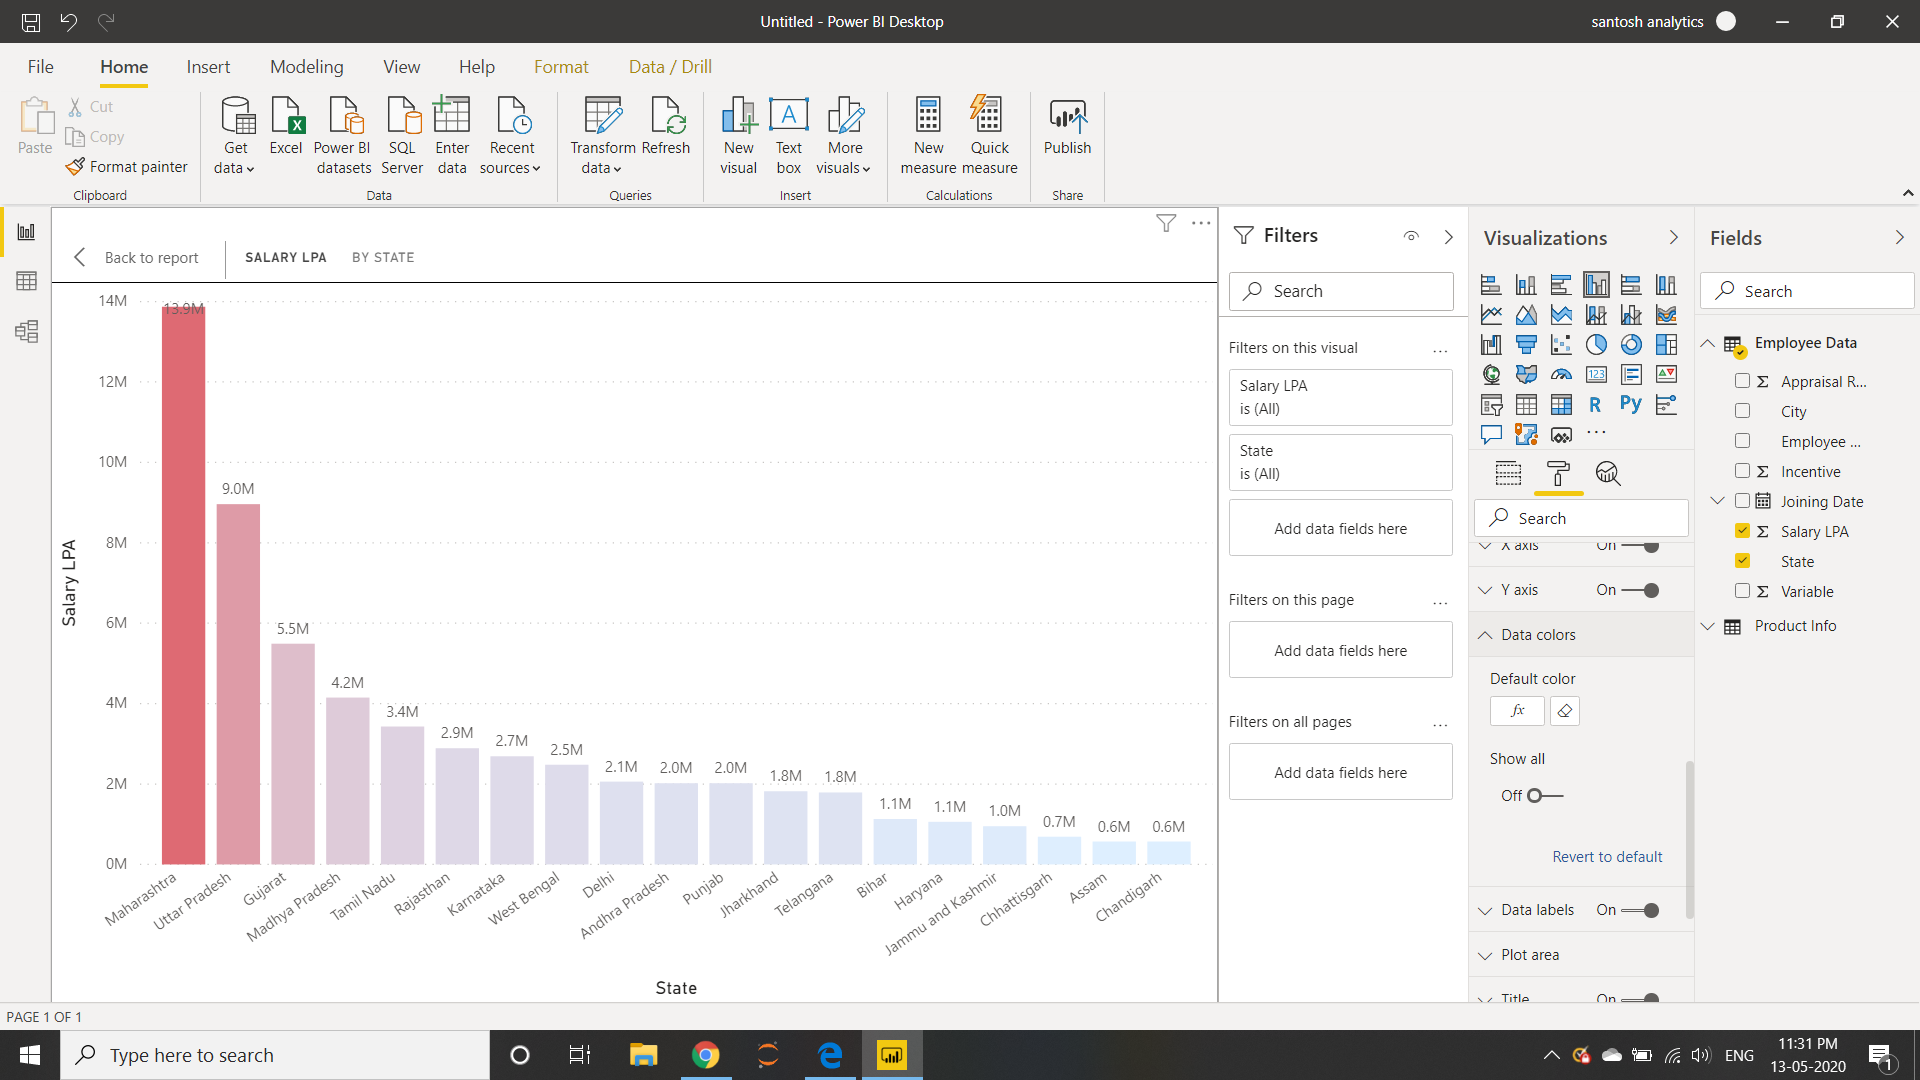 Untitled - Power BI Desktop
santosh analytics
File Home Insert Modeling View Help Format Data / Drill
Paste
Cut
Copy
Format painter
Clipboard
Get data
Excel
Power BI datasets
SQL Server
Enter data
Recent sources
Data
Transform data
Refresh
Queries
New visual
Text box
More visuals
Insert
New measure
Quick measure
Calculations
Publish
Share
Back to report
SALARY LPA
BY STATE
14M
12M
10M
8M
6M
4M
2M
0M
Salary LPA
13.9M
9.0M
5.5M
4.2M
3.4M
2.9M
2.7M
2.5M
2.1M
2.0M
2.0M
1.8M
1.8M
1.1M
1.1M
1.0M
0.7M
0.6M
0.6M
Maharashtra
Uttar Pradesh
Gujarat
Madhya Pradesh
Tamil Nadu
Rajasthan
Karnataka
West Bengal
Delhi
Andhra Pradesh
Punjab
Jharkhand
Telangana
Bihar
Haryana
Jammu and Kashmir
Chhattisgarh
Assam
Chandigarh
State
Filters
Search
Filters on this visual
...
Salary LPA
is (All)
State
is (All)
Add data fields here
Filters on this page
...
Add data fields here
Filters on all pages
...
Add data fields here
Visualizations
123
R
Py
Search
X axis On
Y axis On
Data colors
Default color
fx
Show all
Off
Revert to default
Data labels On
Plot area
Title On
Fields
Search
Employee Data
Σ Appraisal R...
City
Employee ...
Σ Incentive
Joining Date
Σ Salary LPA
State
Σ Variable
Product Info
PAGE 1 OF 1
Type here to search
ENG
11:31 PM
13-05-2020
1